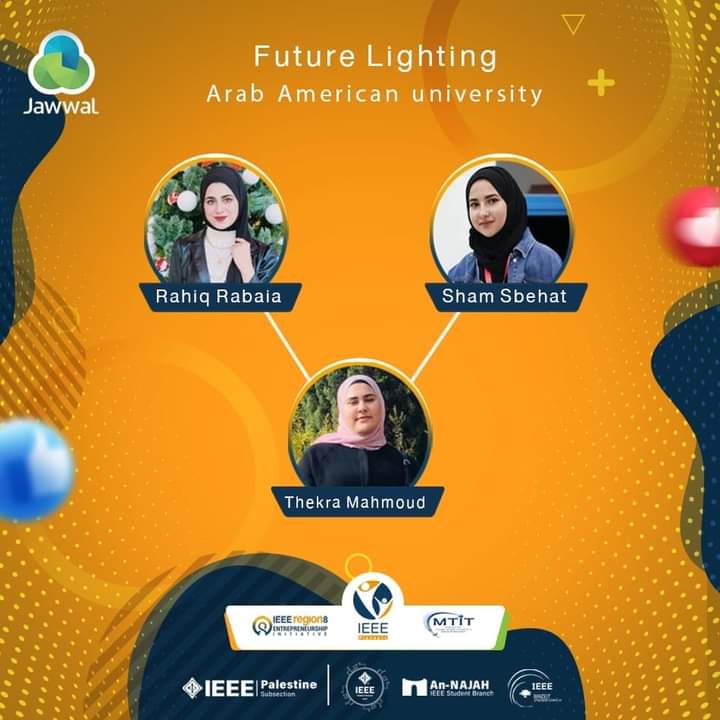 Jawwal
Future Lighting
Arab American university
Rahiq Rabaia
Sham Sbehat
Thekra Mahmoud
IEEE region8
ENTREPRENEURSHIP
INITIATIVE
IEEE
MTIT
IEEE Palestine
Subsection
IEEE
An-NAJAH
IEEE Student Branch
IEEE